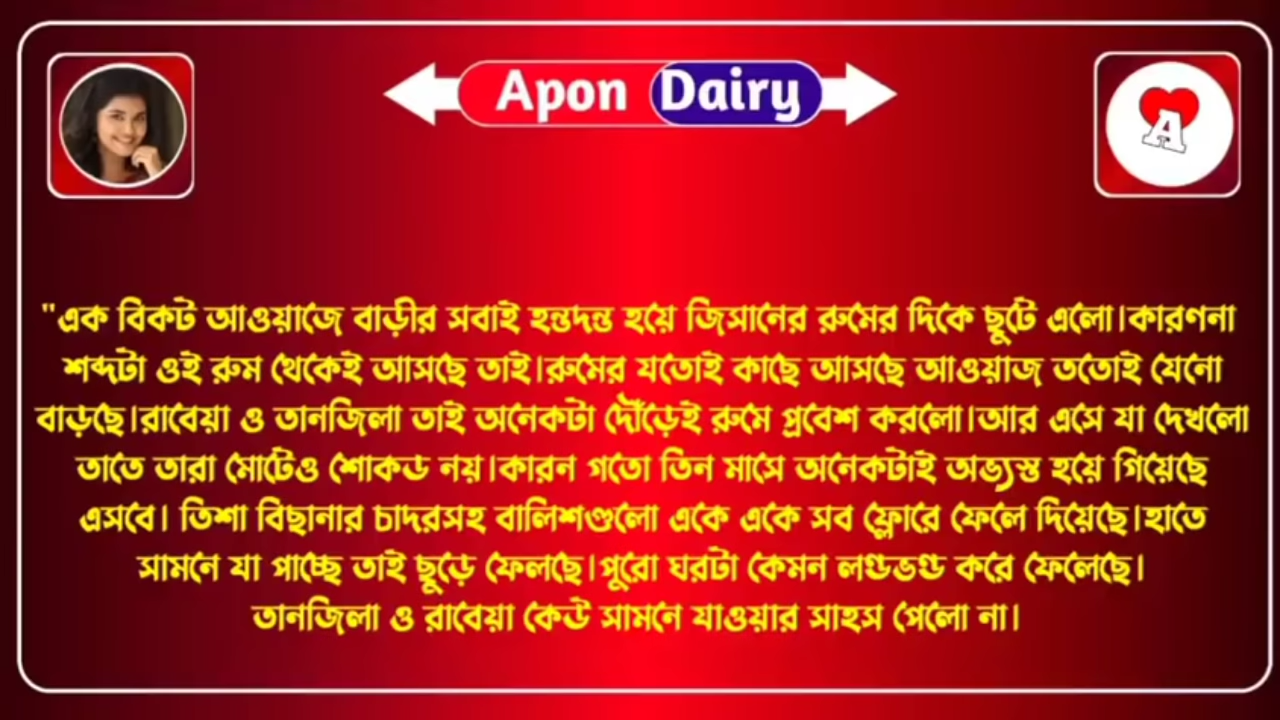 Apon Dairy
A
"এক বিকট আওয়াজে বাড়ীর সবাই হন্তদন্ত হয়ে জিসানের রুমের দিকে ছুটে এলো।কারণনা
শব্দটা ওই রুম থেকেই আসছে তাই।রুমের যতোই কাছে আসছে আওয়াজ ততোই যেনো
বাড়ছে।রাবেয়া ও তানজিলা তাই অনেকটা দৌঁড়েই রুমে প্রবেশ করলো।আর এসে যা দেখলো
তাতে তারা মোটেও শোকড নয়।কারন গতো তিন মাসে অনেকটাই অভ্যস্ত হয়ে গিয়েছে
এসবে। তিশা বিছানার চাদরসহ বালিশগুলো একে একে সব ফ্লোরে ফেলে দিয়েছে।হাতে
সামনে যা পাচ্ছে তাই ছুড়ে ফেলছে।পুরো ঘরটা কেমন লণ্ডভণ্ড করে ফেলেছে।
তানজিলা ও রাবেয়া কেউ সামনে যাওয়ার সাহস পেলো না।